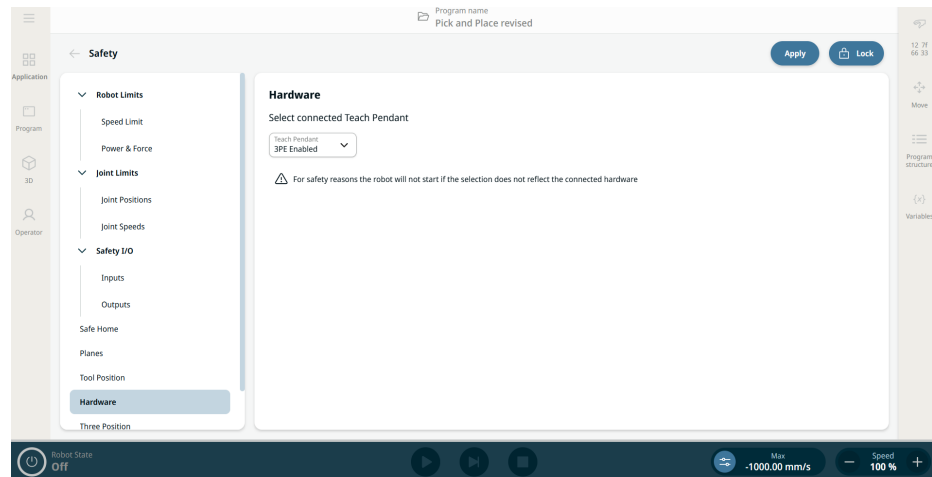 Program name
Pick and Place revised
Safety
Apply
Lock
12 7f
66 33
Application
Program
3D
Operator
Robot Limits
Speed Limit
Power & Force
Joint Limits
Joint Positions
Joint Speeds
Safety I/O
Inputs
Outputs
Safe Home
Planes
Tool Position
Hardware
Three Position
Hardware
Select connected Teach Pendant
Teach Pendant
3PE Enabled
For safety reasons the robot will not start if the selection does not reflect the connected hardware
Move
Program
structure
{x}
Variables
Robot State
Off
Max
-1000.00 mm/s
Speed
100 %